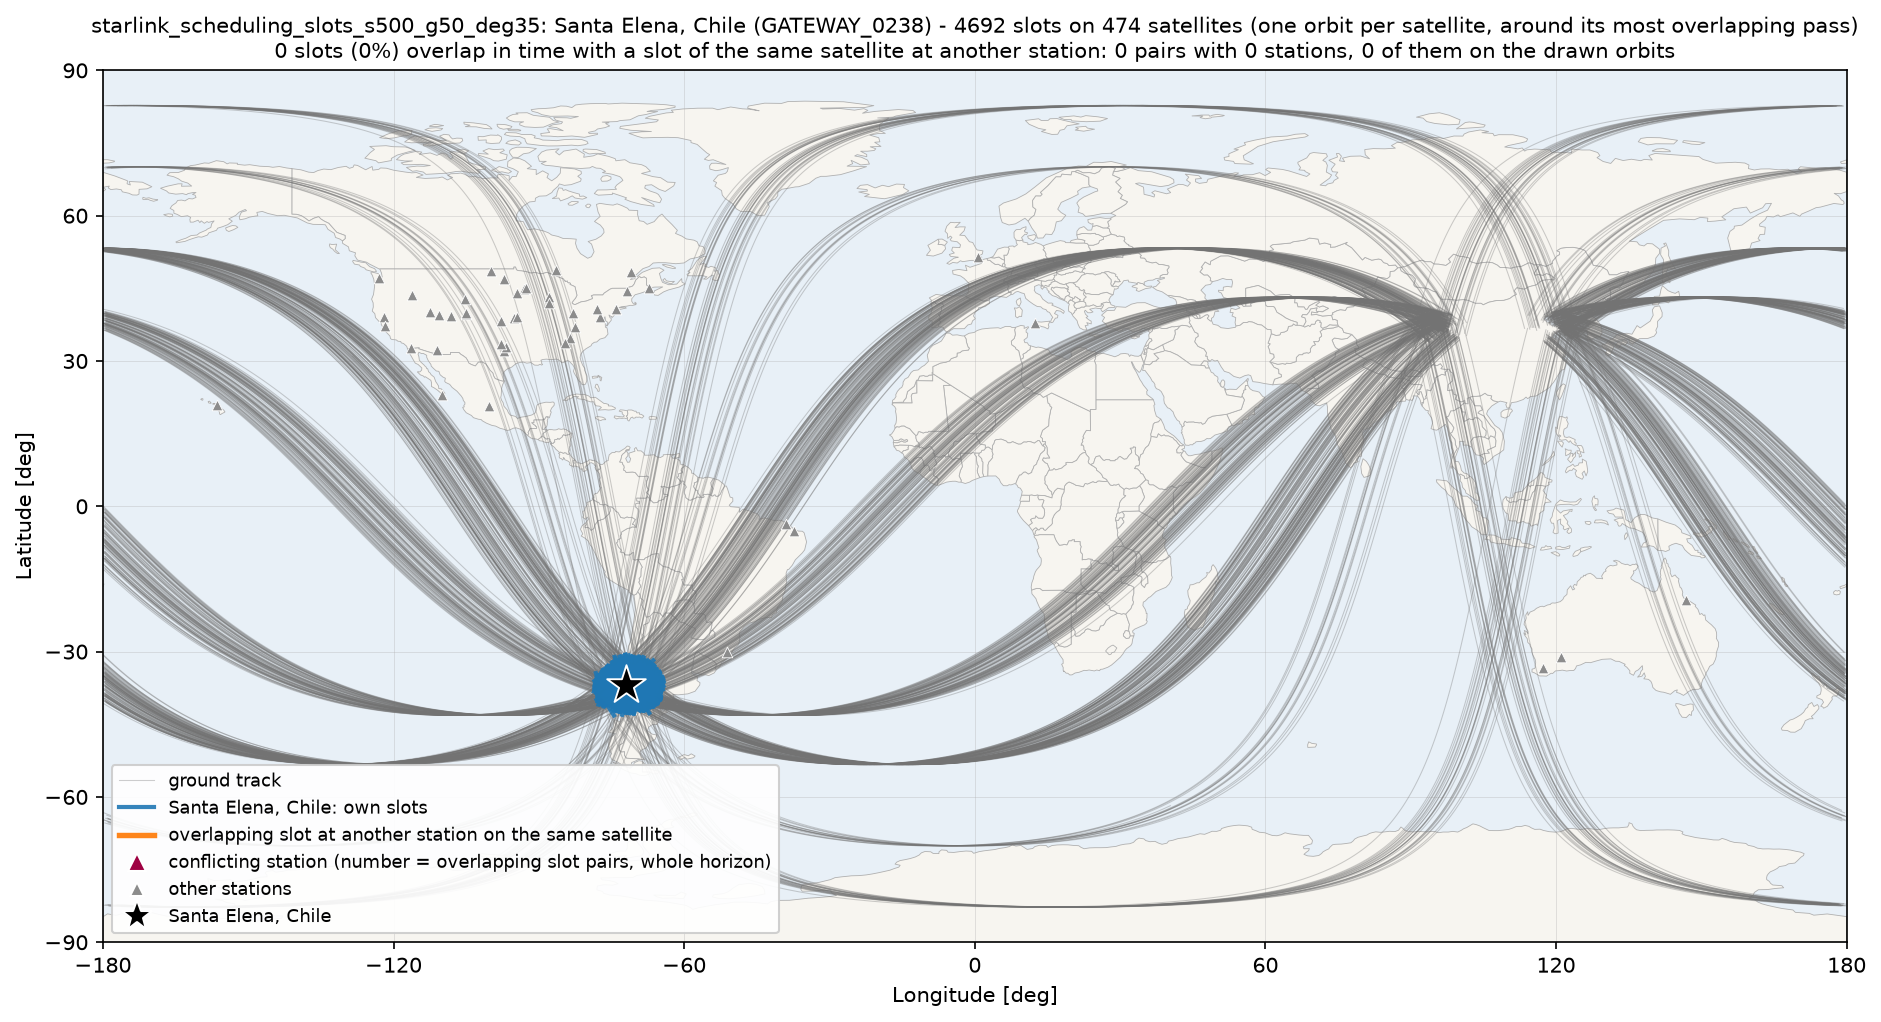 starlink_scheduling_slots_s500_g50_deg35: Santa Elena, Chile (GATEWAY_0238) - 4692 slots on 474 satellites (one orbit per satellite, around its most overlapping pass)
0 slots (0%) overlap in time with a slot of the same satellite at another station: 0 pairs with 0 stations, 0 of them on the drawn orbits
90
60
30
0
−30
−60
−90
Latitude [deg]
ground track
Santa Elena, Chile: own slots
overlapping slot at another station on the same satellite
conflicting station (number = overlapping slot pairs, whole horizon)
other stations
Santa Elena, Chile
−180
−120
−60
0
60
120
180
Longitude [deg]